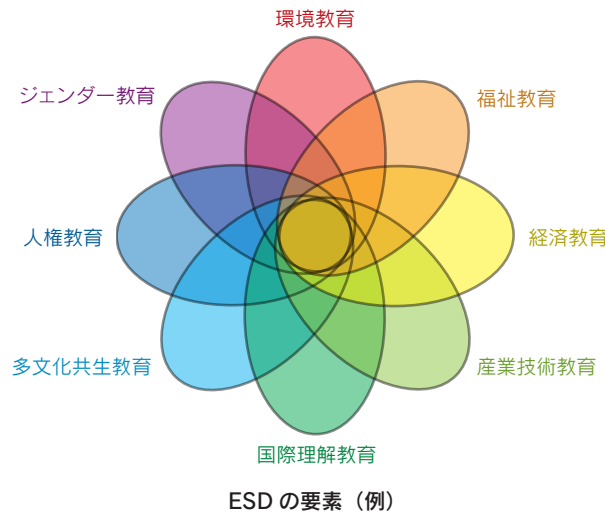 環境教育
ジェンダー教育
福祉教育
人権教育
経済教育
多文化共生教育
産業技術教育
国際理解教育
ESD の要素（例）